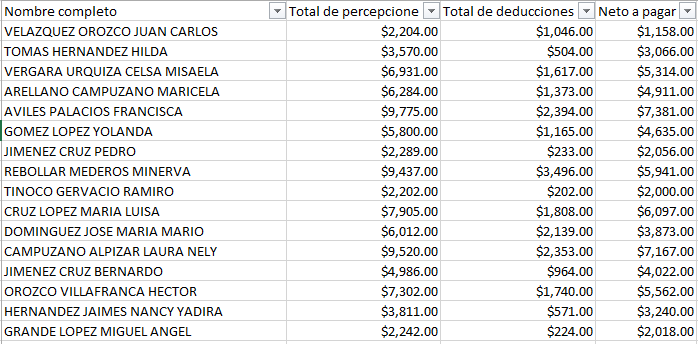 Nombre completo Total de percepcione Total de deducciones Neto a pagar
VELAZQUEZ OROZCO JUAN CARLOS $2,204.00 $1,046.00 $1,158.00
TOMAS HERNANDEZ HILDA $3,570.00 $504.00 $3,066.00
VERGARA URQUIZA CELSA MISAELA $6,931.00 $1,617.00 $5,314.00
ARELLANO CAMPUZANO MARICELA $6,284.00 $1,373.00 $4,911.00
AVILES PALACIOS FRANCISCA $9,775.00 $2,394.00 $7,381.00
GOMEZ LOPEZ YOLANDA $5,800.00 $1,165.00 $4,635.00
JIMENEZ CRUZ PEDRO $2,289.00 $233.00 $2,056.00
REBOLLAR MEDEROS MINERVA $9,437.00 $3,496.00 $5,941.00
TINOCO GERVACIO RAMIRO $2,202.00 $202.00 $2,000.00
CRUZ LOPEZ MARIA LUISA $7,905.00 $1,808.00 $6,097.00
DOMINGUEZ JOSE MARIA MARIO $6,012.00 $2,139.00 $3,873.00
CAMPUZANO ALPIZAR LAURA NELY $9,520.00 $2,353.00 $7,167.00
JIMENEZ CRUZ BERNARDO $4,986.00 $964.00 $4,022.00
OROZCO VILLAFRANCA HECTOR $7,302.00 $1,740.00 $5,562.00
HERNANDEZ JAIMES NANCY YADIRA $3,811.00 $571.00 $3,240.00
GRANDE LOPEZ MIGUEL ANGEL $2,242.00 $224.00 $2,018.00